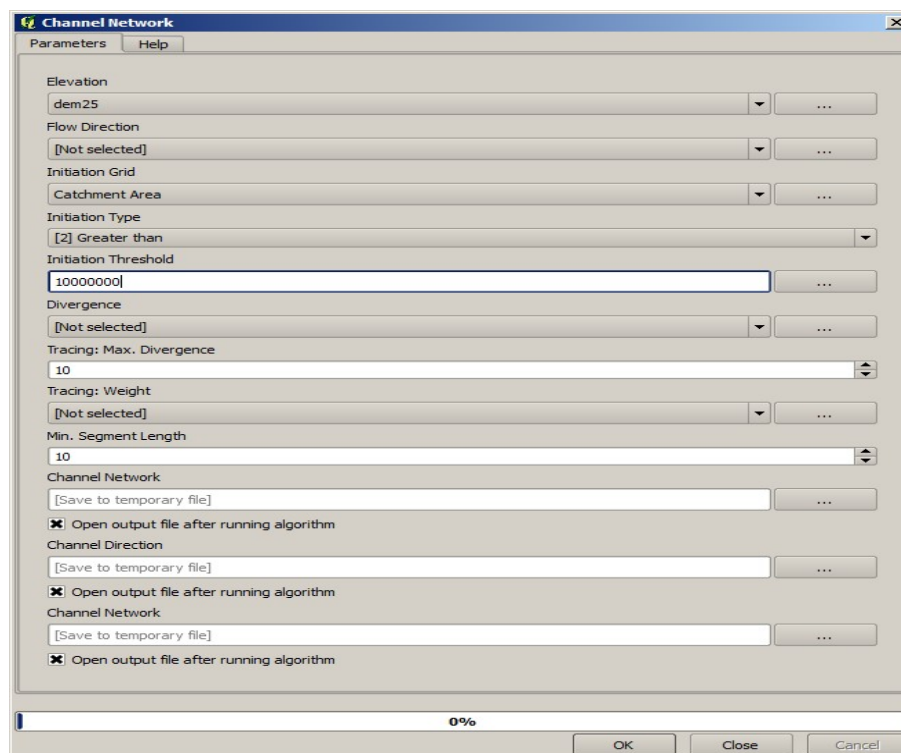 Channel Network
Parameters Help
Elevation
dem25 ...
Flow Direction
[Not selected] ...
Initiation Grid
Catchment Area ...
Initiation Type
[2] Greater than
Initiation Threshold
10000000 ...
Divergence
[Not selected] ...
Tracing: Max. Divergence
10
Tracing: Weight
[Not selected] ...
Min. Segment Length
10
Channel Network
[Save to temporary file] ...
Open output file after running algorithm
Channel Direction
[Save to temporary file] ...
Open output file after running algorithm
Channel Network
[Save to temporary file] ...
Open output file after running algorithm
0%
OK Close Cancel